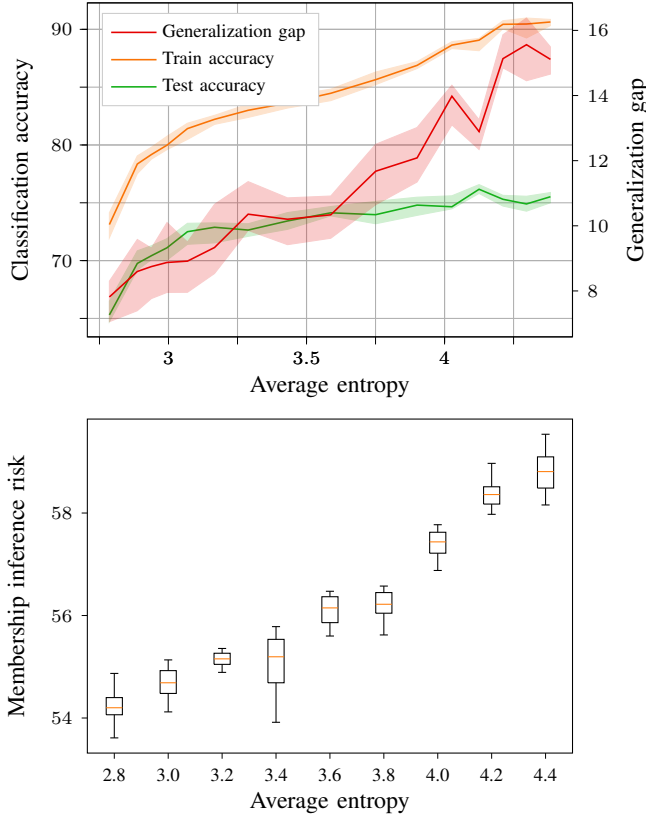 Generalization gap
Train accuracy
Test accuracy
Classification accuracy
90
80
70
Generalization gap
16
14
12
10
8
3
3.5
4
Average entropy
Membership inference risk
58
56
54
2.8 3.0 3.2 3.4 3.6 3.8 4.0 4.2 4.4
Average entropy